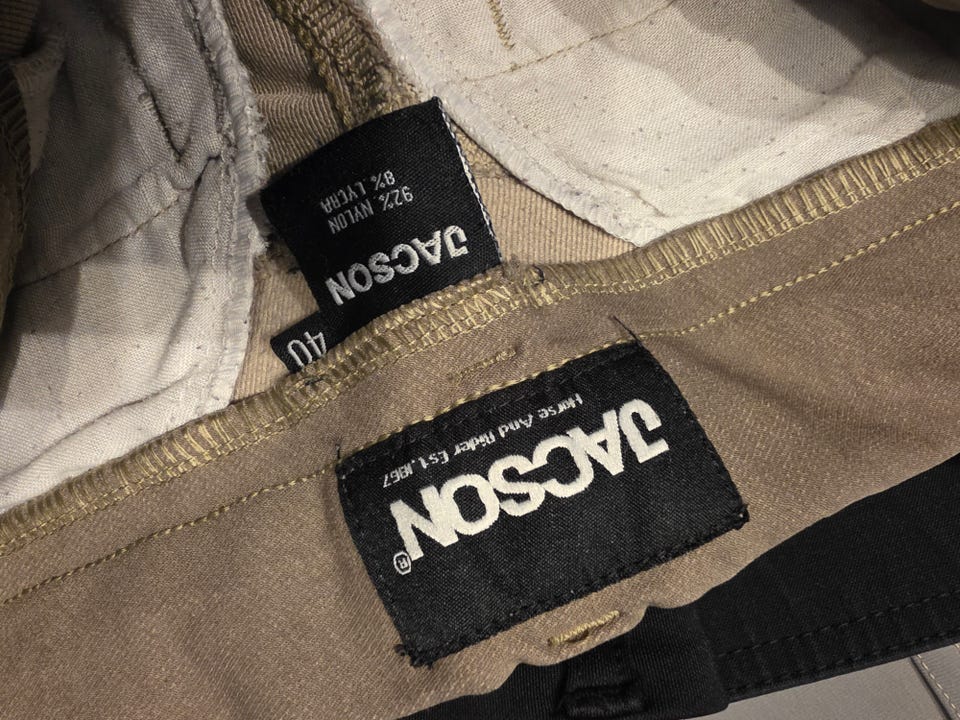 JACSON®
Horse And Rider Est.1867
40
JACSON
92% NYLON
8% LYCRA